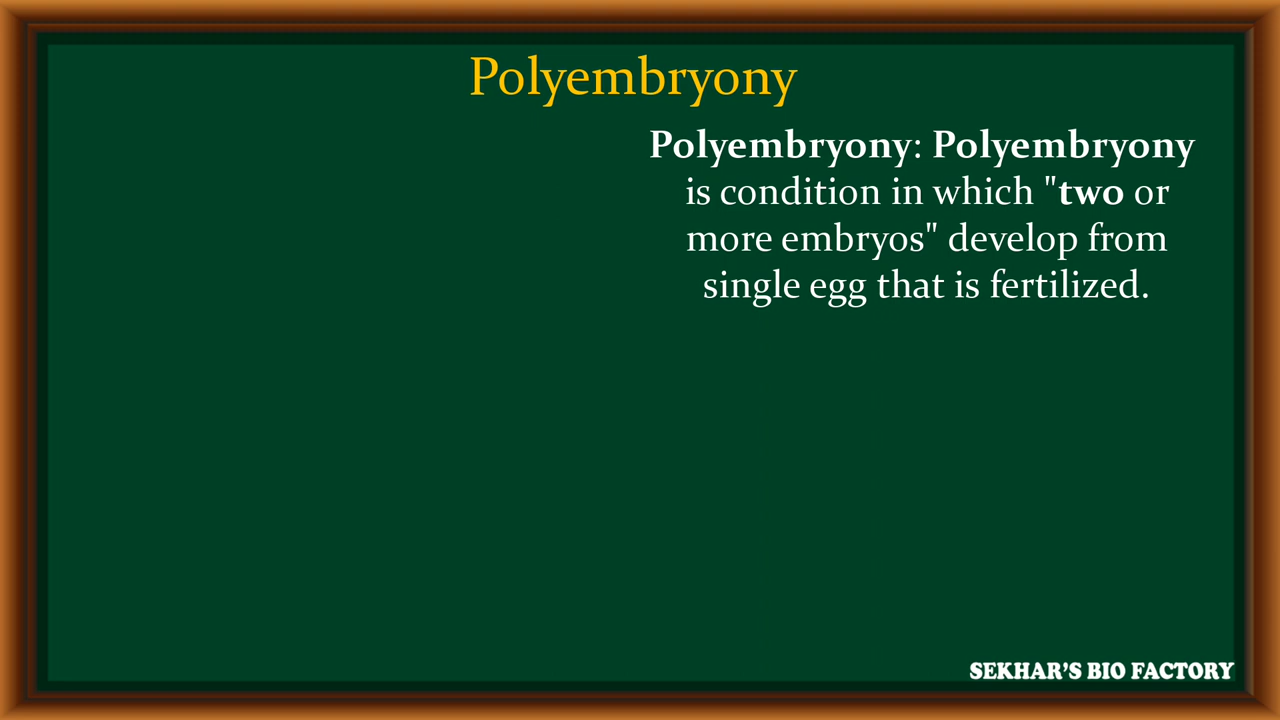 Polyembryony
Polyembryony: Polyembryony
is condition in which "two or
more embryos" develop from
single egg that is fertilized.
SEKHAR'S BIO FACTORY